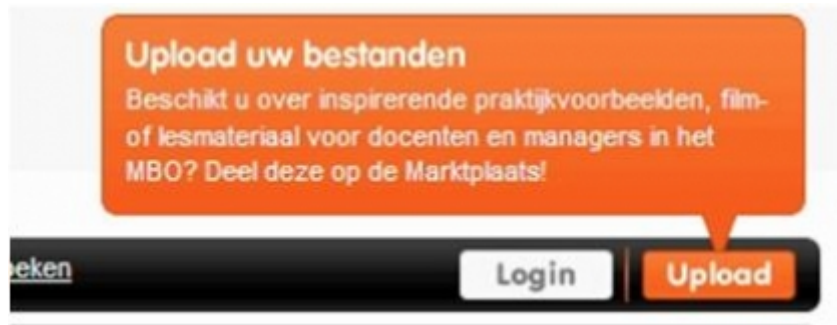 Upload uw bestanden
Beschikt u over inspirerende praktijkvoorbeelden, film-
of lesmateriaal voor docenten en managers in het
MBO? Deel deze op de Marktplaats!
eken
Login
Upload